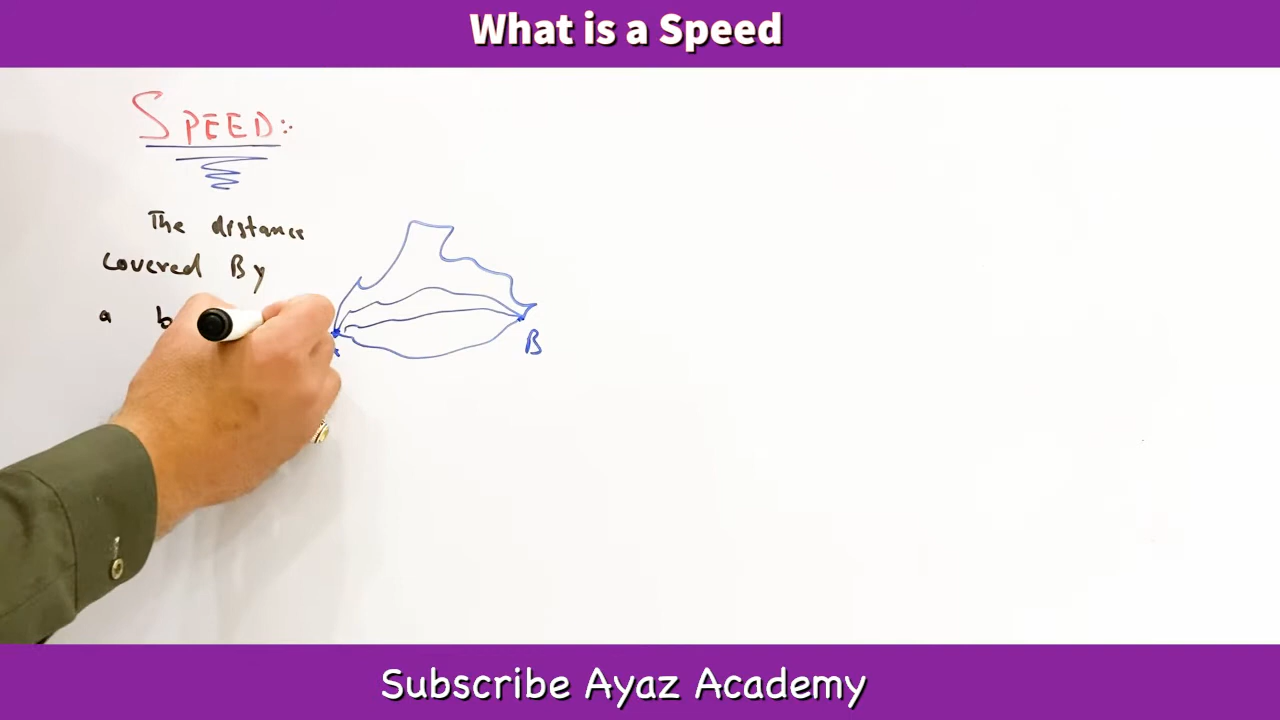 What is a Speed
SPEED:
The distance
covered By
a b
B
Subscribe Ayaz Academy